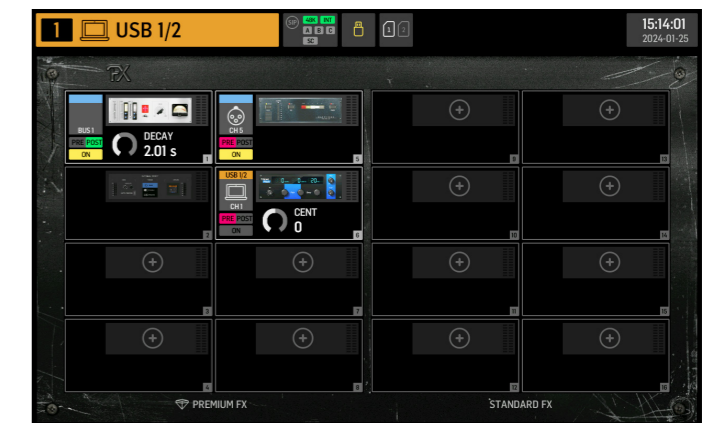 1 USB 1/2
SIP 48K INT
A B C
SC
1 2
15:14:01
2024-01-25
FX
BUS 1
PRE POST
ON
DECAY
2.01 s
1
CH 5
PRE POST
ON
5
9
13
2
USB 1/2
CH 1
PRE POST
ON
CENT
0
6
10
14
3
7
11
15
4
8
12
16
PREMIUM FX
STANDARD FX